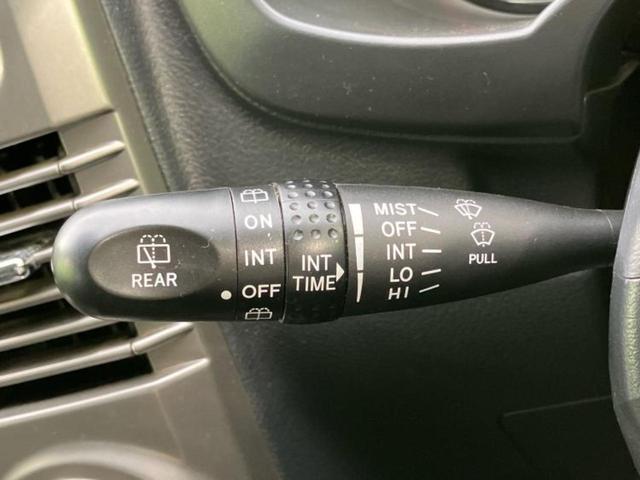 REAR
ON
INT
OFF
INT
TIME
MIST
OFF
INT
LO
HI
PULL